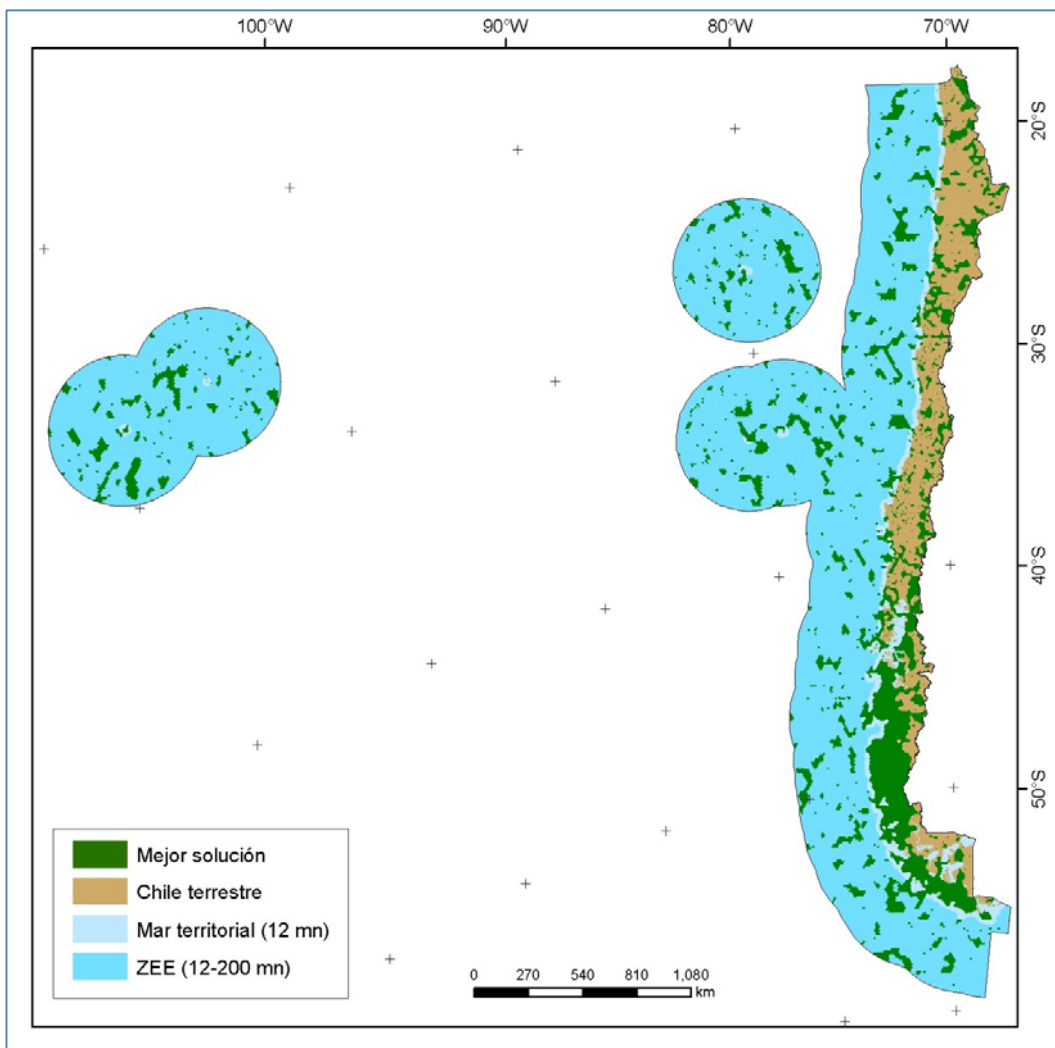 100°W 90°W 80°W 70°W
20°S
30°S
40°S
50°S
Mejor solución
Chile terrestre
Mar territorial (12 mn)
ZEE (12-200 mn)
0 270 540 810 1,080
km